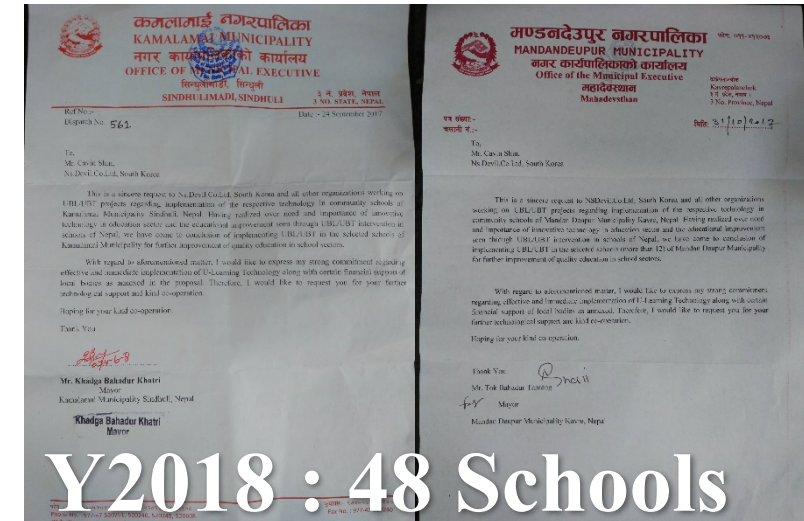 कमलामाई नगरपालिका
KAMALAMAI MUNICIPALITY
नगर कार्यपालिकाको कार्यालय
OFFICE OF MUNICIPAL EXECUTIVE
सिन्धुलीमाडी, सिन्धुली
SINDHULIMADI, SINDHULI
३ नं. प्रदेश, नेपाल
3 NO. STATE, NEPAL
Ref No:-
Dispatch No. 561
Date: - 24 September 2017
To,
Mr. Cavin Shin,
Ns.Devil.Co.Ltd, South Korea
This is a sincere request to Ns.Devil.Co.Ltd, South Korea and all other organizations working on
UBL/UBT projects regarding implementation of the respective technology in community schools of
Kamalamai Municipality Sindhuli, Nepal. Having realized over need and importance of innovative
technology in education sector and the educational improvement seen through UBL/UBT intervention in
schools of Nepal, we have come to conclusion of implementing UBL/UBT in the selected schools of
Kamalamai Municipality for further improvement of quality education in school sectors.
With regard to aforementioned matter, I would like to express my strong commitment regarding
effective and immediate implementation of U-Learning Technology along with certain financial support of
local bodies as annexed in the proposal. Therefore, I would like to request you for your further
technological support and kind co-operation.
Hoping for your kind co-operation.
Thank You
Mr. Khadga Bahadur Khatri
Mayor
Kamalamai Municipality Sindhuli, Nepal
Khadga Bahadur Khatri
Mayor
मण्डनदेउपुर नगरपालिका
MANDANDEUPUR MUNICIPALITY
नगर कार्यपालिकाको कार्यालय
Office of the Municipal Executive
महादेवस्थान
Mahadevsthan
Kavrepalanchok
३ नं. प्रदेश, नेपाल
3 No. Province, Nepal
पत्र संख्या:-
चलानी नं.:-
मिति: 31/10/2017
To,
Mr. Cavin Shin,
Ns.Devil.Co.Ltd, South Korea
This is a sincere request to NSDevil.Co.Ltd, South Korea and all other organizations
working on UBL/UBT projects regarding implementation of the respective technology in
community schools of Mandan Deupur Municipality Kavre, Nepal. Having realized over need
and importance of innovative technology in education sector and the educational improvement
seen through UBL/UBT intervention in schools of Nepal, we have come to conclusion of
implementing UBL/UBT in the selected schools (more than 12) of Mandan Deupur Municipality
for further improvement of quality education in school sectors.
With regard to aforementioned matter, I would like to express my strong commitment
regarding effective and immediate implementation of U-Learning Technology along with certain
financial support of local bodies as annexed. Therefore, I would like to request you for your
further technological support and kind co-operation.
Hoping for your kind co-operation.
Thank You
Mr. Tok Bahadur Tamang
for Mayor
Mandan Deupur Municipality Kavre, Nepal
Y2018 : 48 Schools